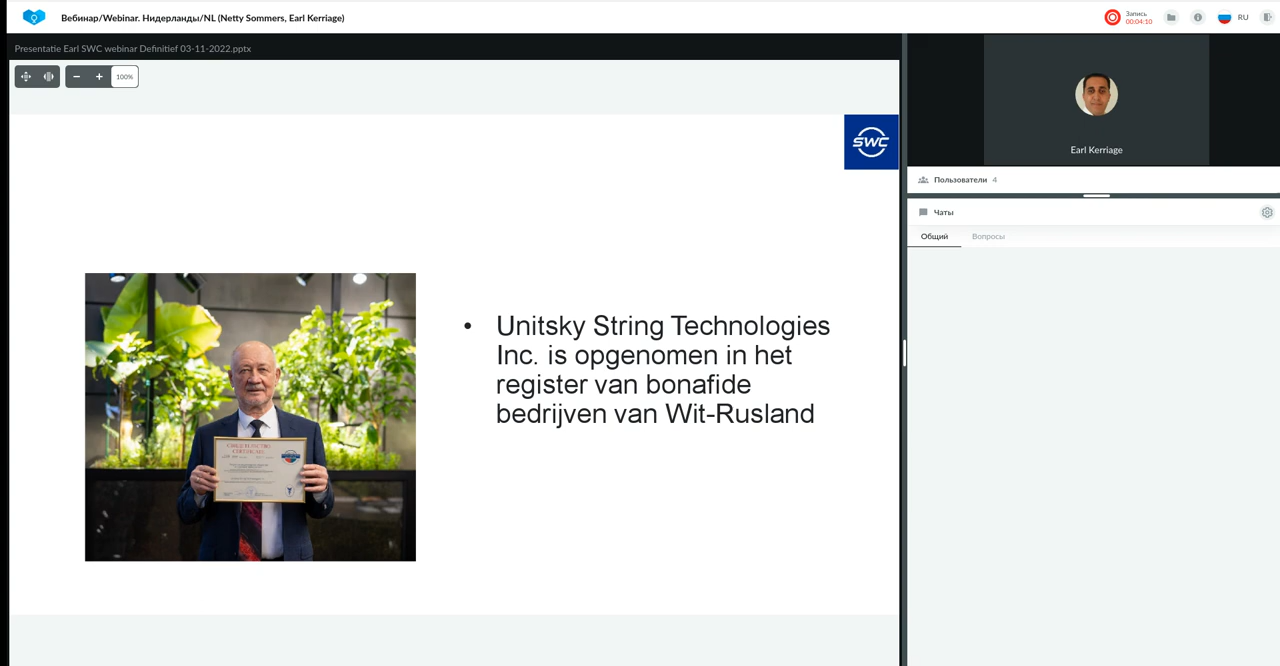 Вебинар/Webinar. Нидерланды/NL (Netty Sommers, Earl Kerriage)
Запись
00:04:10
RU
Presentatie Earl SWC webinar Definitief 03-11-2022.pptx
100%
SWC
Earl Kerriage
Пользователи 4
Чаты
Общий
Вопросы
Unitsky String Technologies
Inc. is opgenomen in het
register van bonafide
bedrijven van Wit-Rusland